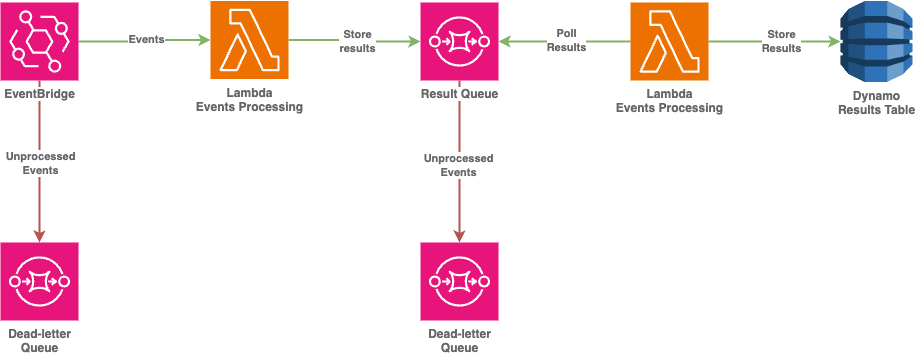 Events
Store
results
Poll
Results
Store
Results
EventBridge
Lambda
Events Processing
Result Queue
Lambda
Events Processing
Dynamo
Results Table
Unprocessed
Events
Unprocessed
Events
Dead-letter
Queue
Dead-letter
Queue